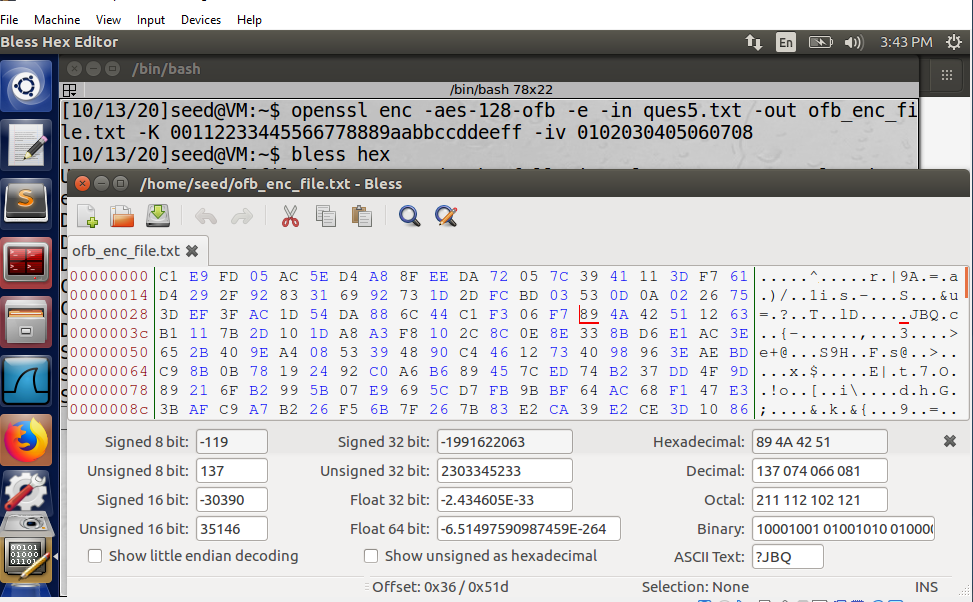 File Machine View Input Devices Help
Bless Hex Editor En 3:43 PM
/bin/bash
/bin/bash 78x22
[10/13/20]seed@VM:~$ openssl enc -aes-128-ofb -e -in ques5.txt -out ofb_enc_fi
le.txt -K 00112233445566778889aabbccddeeff -iv 0102030405060708
[10/13/20]seed@VM:~$ bless hex
/home/seed/ofb_enc_file.txt - Bless
ofb_enc_file.txt
00000000 C1 E9 FD 05 AC 5E D4 A8 8F EE DA 72 05 7C 39 41 11 3D F7 61 .....^.....r.|9A.=.a
00000014 D4 29 2F 92 83 31 69 92 73 1D 2D FC BD 03 53 0D 0A 02 26 75 .)/..1i.s.-...S...&u
00000028 3D EF 3F AC 1D 54 DA 88 6C 44 C1 F3 06 F7 89 4A 42 51 12 63 =.?..T..lD.....JBQ.c
0000003c B1 11 7B 2D 10 1D A8 A3 F8 10 2C 8C 0E 8E 33 8B D6 E1 AC 3E ..{-......,...3....>
00000050 65 2B 40 9E A4 08 53 39 48 90 C4 46 12 73 40 98 96 3E AE BD e+@...S9H..F.s@..>..
00000064 C9 8B 0B 78 19 24 92 C0 A6 B6 89 45 7C ED 74 B2 37 DD 4F 9D ...x.$.....E|.t.7.O.
00000078 89 21 6F B2 99 5B 07 E9 69 5C D7 FB 9B BF 64 AC 68 F1 47 E3 .!o..[..i\....d.h.G.
0000008c 3B AF C9 A7 B2 26 F5 6B 7F 26 7B 83 E2 CA 39 E2 CE 3D 10 86 ;....&.k.&{...9..=..
Signed 8 bit: -119 Signed 32 bit: -1991622063 Hexadecimal: 89 4A 42 51
Unsigned 8 bit: 137 Unsigned 32 bit: 2303345233 Decimal: 137 074 066 081
Signed 16 bit: -30390 Float 32 bit: -2.434605E-33 Octal: 211 112 102 121
Unsigned 16 bit: 35146 Float 64 bit: -6.51497590987459E-264 Binary: 10001001 01001010 010000
Show little endian decoding Show unsigned as hexadecimal ASCII Text: ?JBQ
Offset: 0x36 / 0x51d Selection: None INS